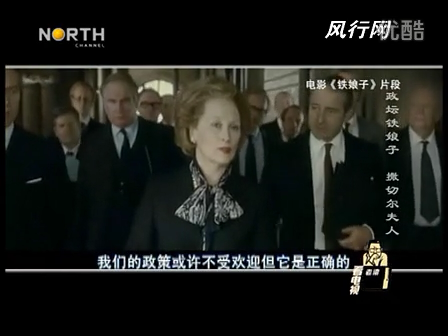 NORTH
CHANNEL
风行网
优酷
电影《铁娘子》片段
政坛铁娘子 撒切尔夫人
我们的政策或许不受欢迎但它是正确的
看电视